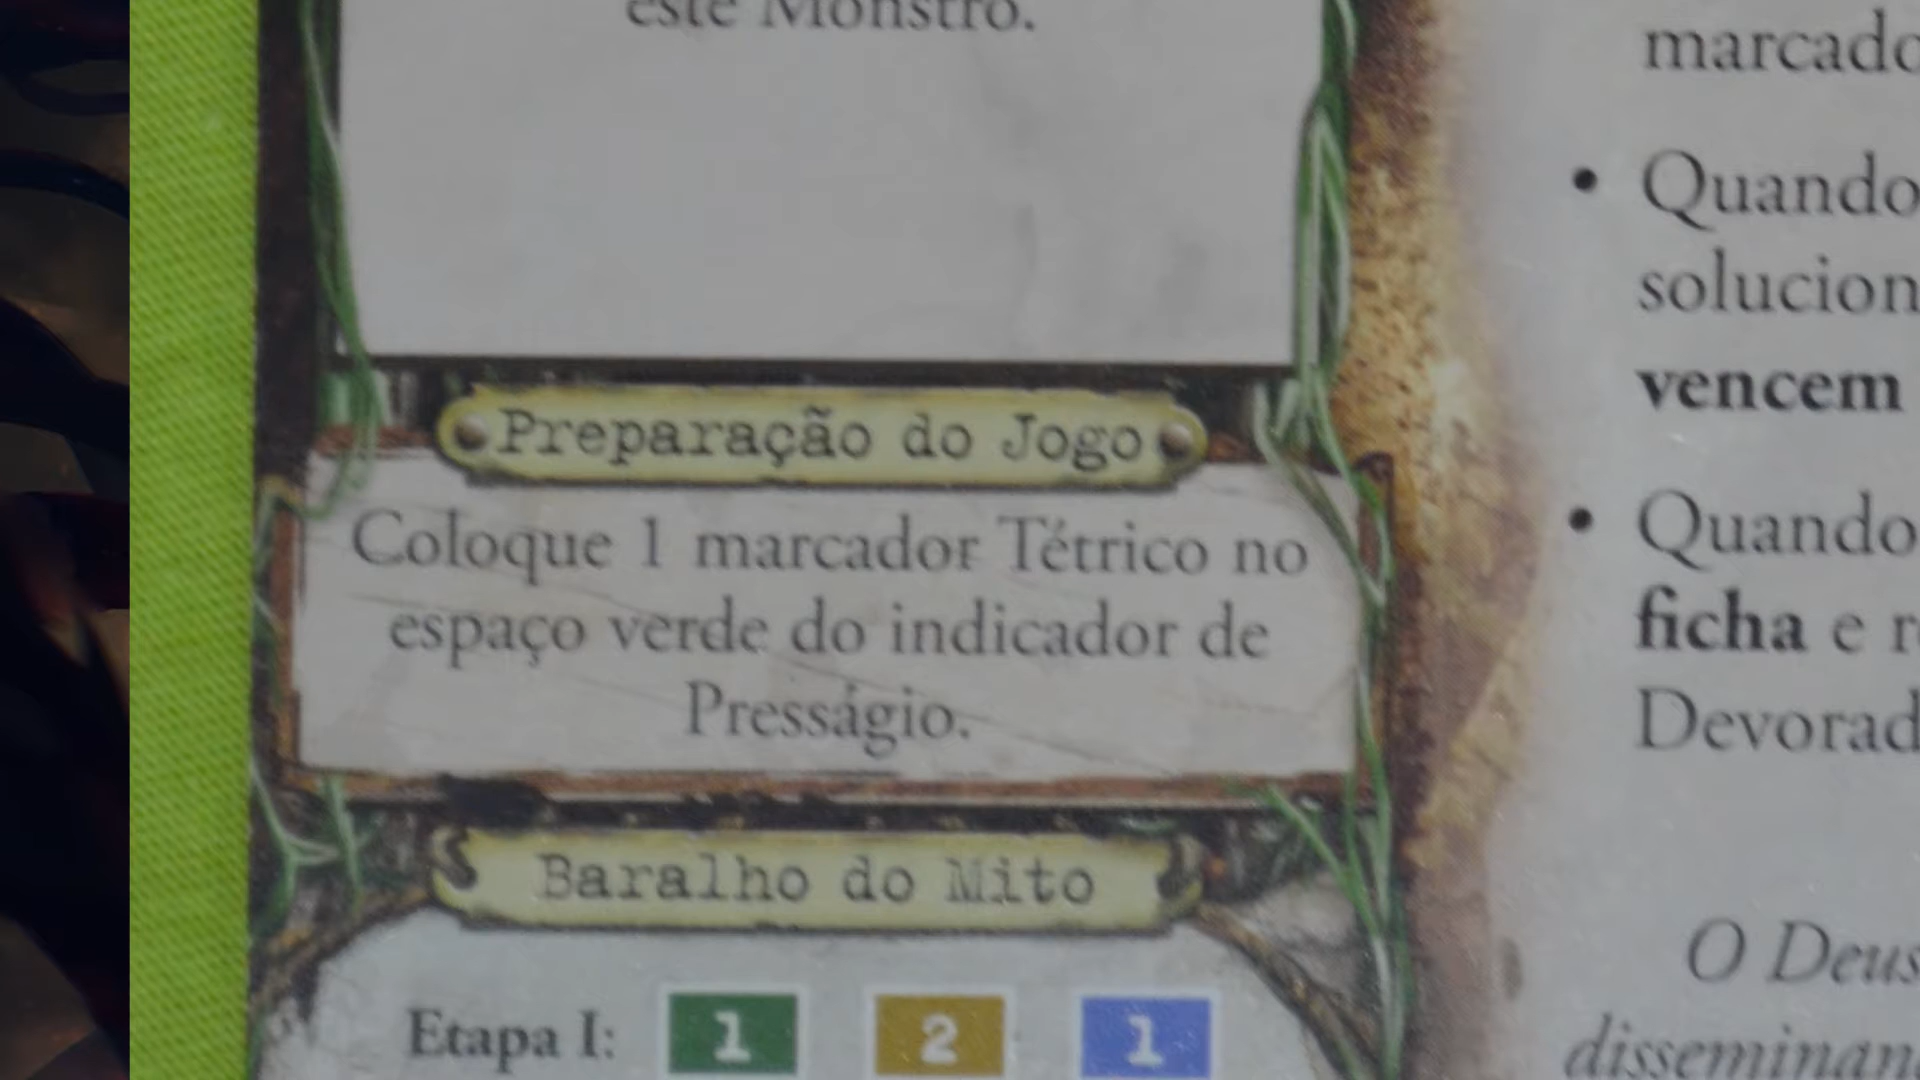 este Monstro.
Preparação do Jogo
Coloque 1 marcador Tétrico no
espaço verde do indicador de
Presságio.
Baralho do Mito
Etapa I: 1 2 1
marcado
• Quando
solucion
vencem
• Quando
ficha e r
Devorad
O Deus
disseminan